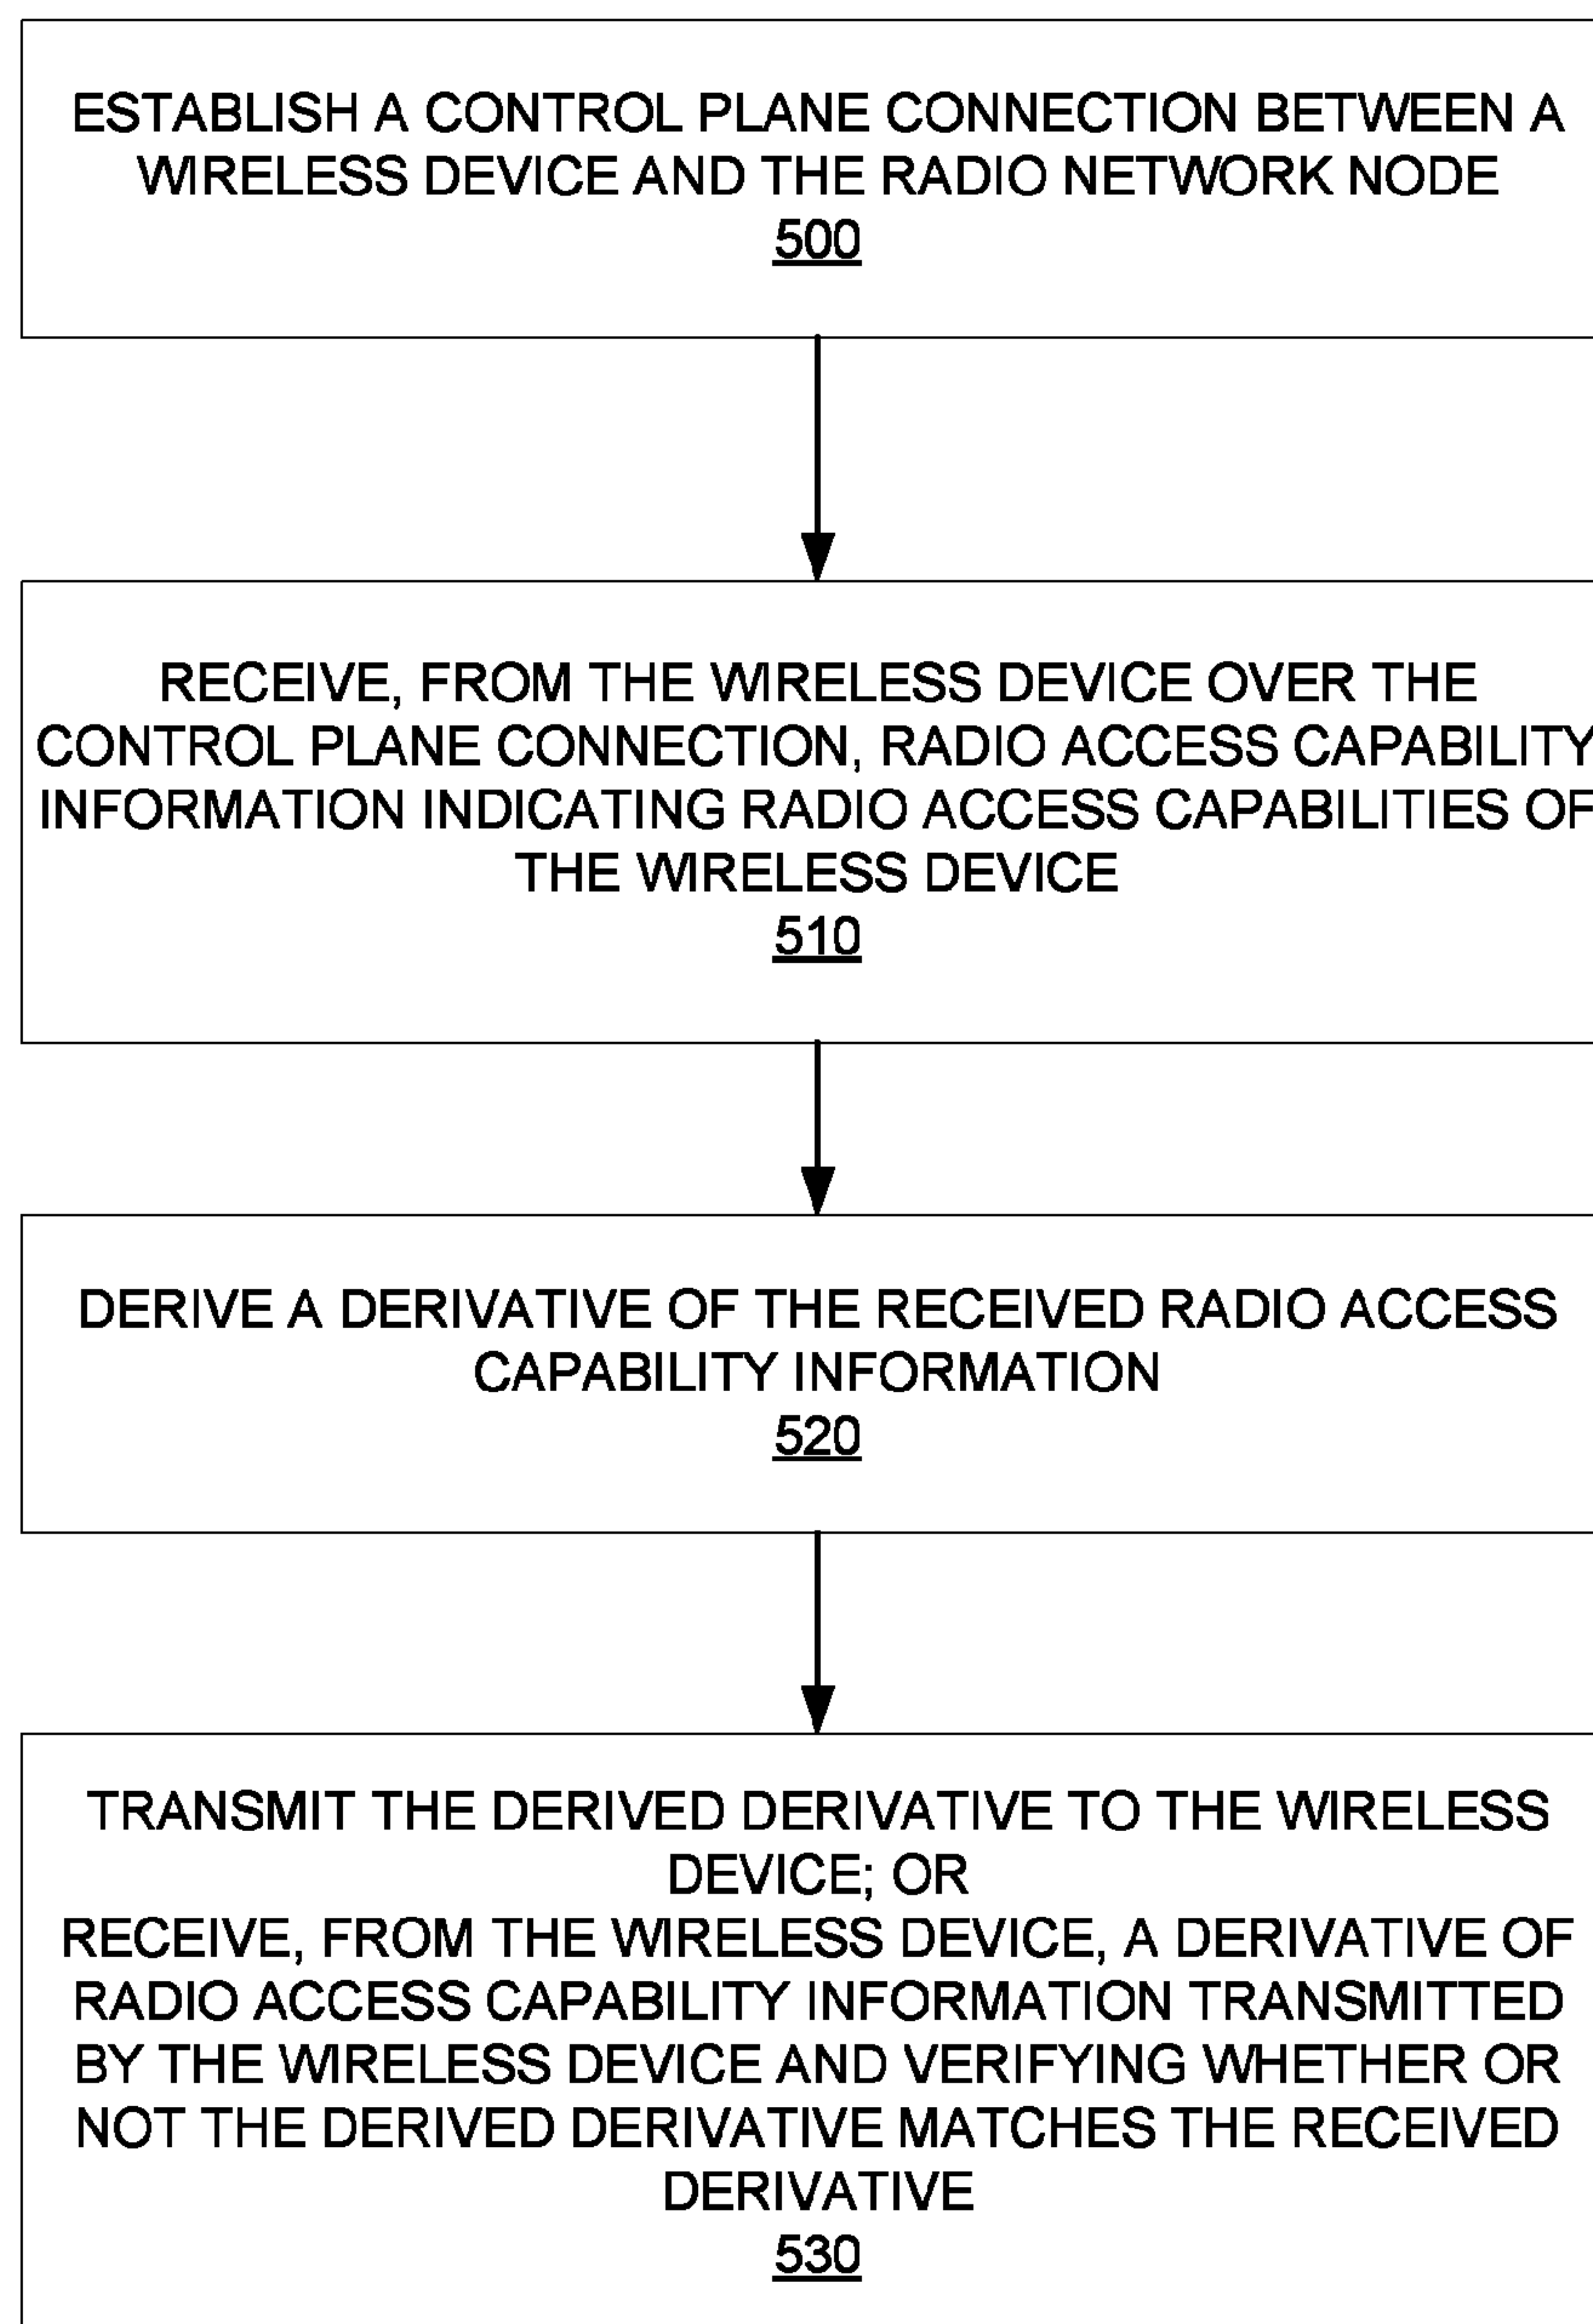 ESTABLISH A CONTROL PLANE CONNECTION BETWEEN A
WIRELESS DEVICE AND THE RADIO NETWORK NODE
500
RECEIVE, FROM THE WIRELESS DEVICE OVER THE
CONTROL PLANE CONNECTION, RADIO ACCESS CAPABILITY
INFORMATION INDICATING RADIO ACCESS CAPABILITIES OF
THE WIRELESS DEVICE
510
DERIVE A DERIVATIVE OF THE RECEIVED RADIO ACCESS
CAPABILITY INFORMATION
520
TRANSMIT THE DERIVED DERIVATIVE TO THE WIRELESS
DEVICE; OR
RECEIVE, FROM THE WIRELESS DEVICE, A DERIVATIVE OF
RADIO ACCESS CAPABILITY INFORMATION TRANSMITTED
BY THE WIRELESS DEVICE AND VERIFYING WHETHER OR
NOT THE DERIVED DERIVATIVE MATCHES THE RECEIVED
DERIVATIVE
530